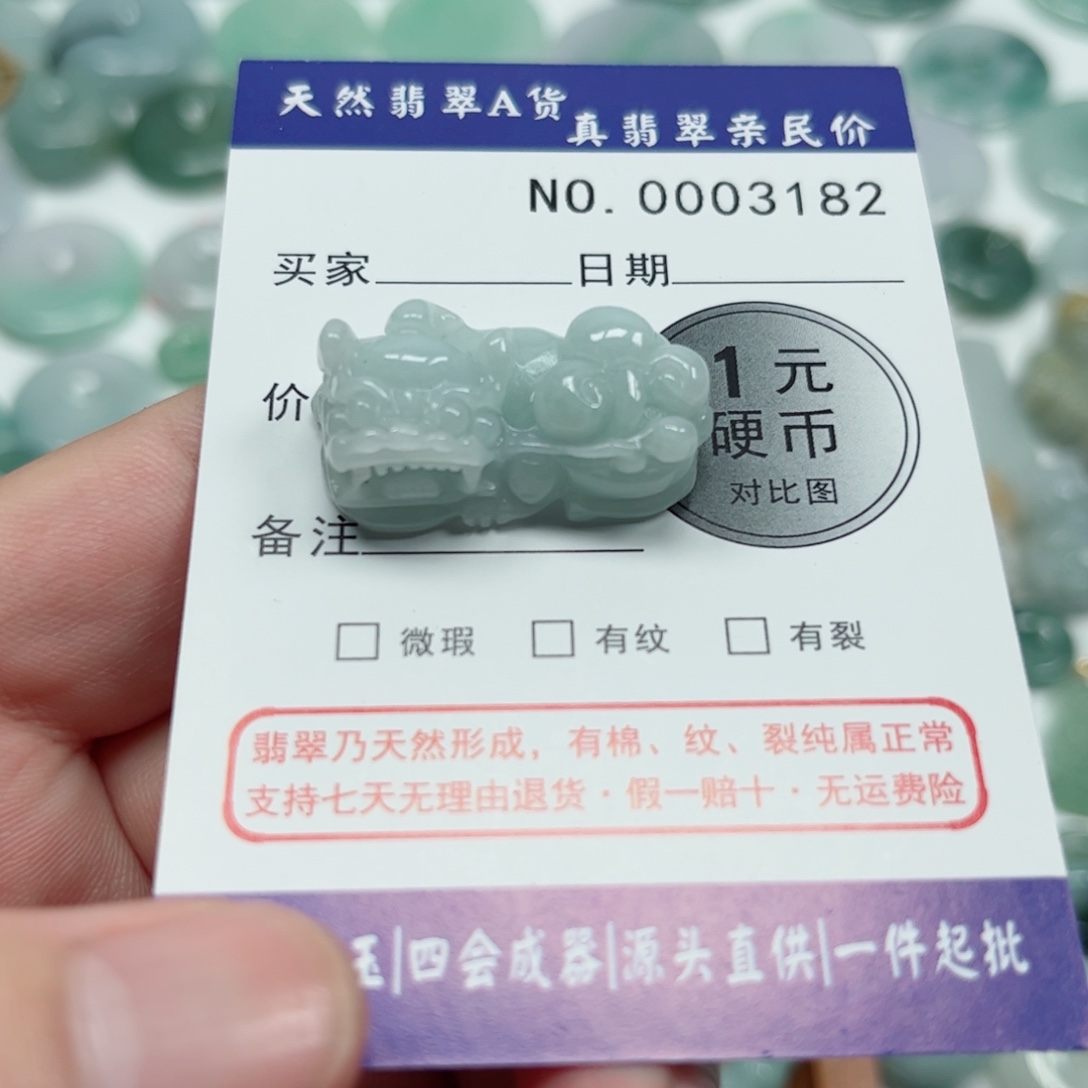 天然翡翠A货
真翡翠亲民价
NO. 0003182
买家 日期
价
1元
硬币
对比图
备注
微瑕 有纹 有裂
翡翠乃天然形成，有棉、纹、裂纯属正常
支持七天无理由退货·假一赔十·无运费险
玉|四会成器|源头直供|一件起批